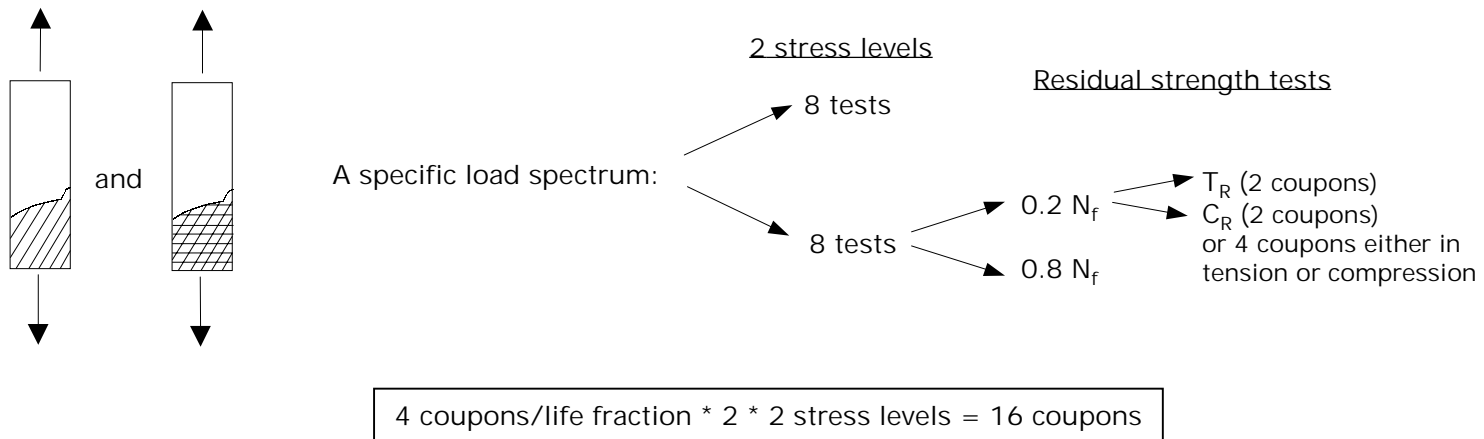 2 stress levels
Residual strength tests
8 tests
and
A specific load spectrum:
8 tests
0.2 N_f
T_R (2 coupons)
C_R (2 coupons)
or 4 coupons either in
tension or compression
0.8 N_f
4 coupons/life fraction * 2 * 2 stress levels = 16 coupons